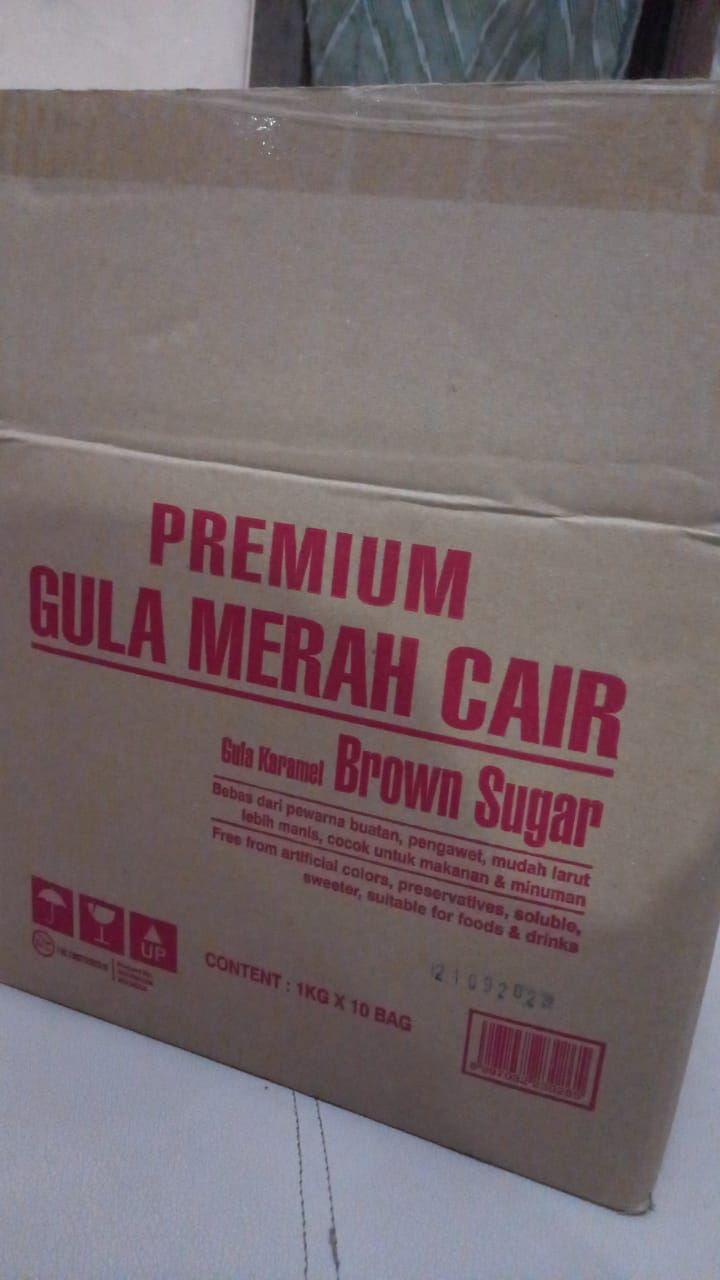 PREMIUM
GULA MERAH CAIR
Gula Karamel Brown Sugar
Bebas dari pewarna buatan, pengawet, mudah larut
lebih manis, cocok untuk makanan & minuman
Free from artificial colors, preservatives, soluble,
sweeter, suitable for foods & drinks
UP
CONTENT : 1KG X 10 BAG